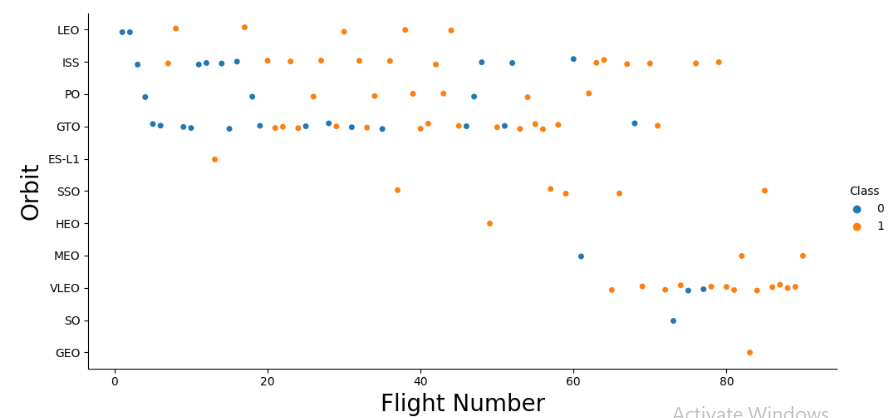 LEO
ISS
PO
GTO
ES-L1
SSO
HEO
MEO
VLEO
SO
GEO
Orbit
0 20 40 60 80
Flight Number
Class
0
1
Activate Windows